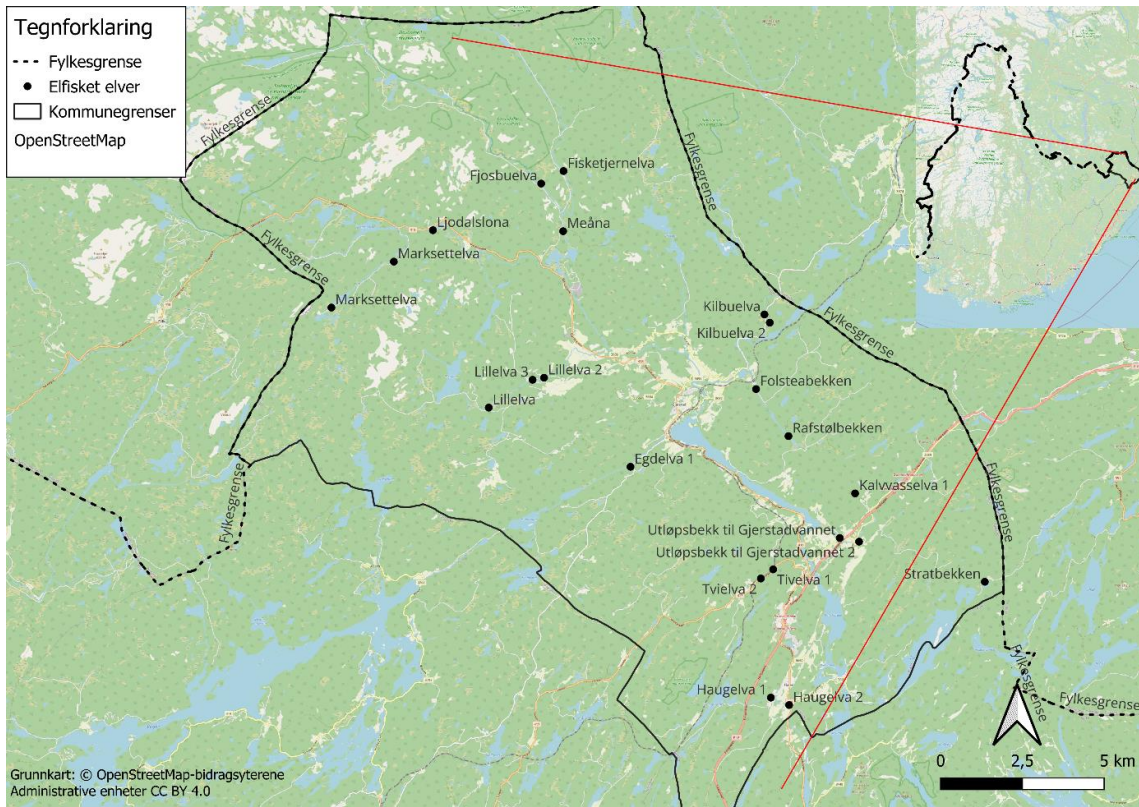 Tegnforklaring
Fylkesgrense
Elfisket elver
Kommunegrenser
OpenStreetMap
Fylkesgrense
Fylkesgrense
Fisketjernelva
Fjosbuelva
Ljodalslona
Meåna
Fylkesgrense
Marksettelva
Marksettelva
Kilbuelva
Kilbuelva 2
Fylkesgrense
Lillelva 3
Lillelva 2
Lillelva
Folsteabekken
Rafstølbekken
Egdelva 1
Fylkesgrense
Fylkesgrense
Kalvvasselva 1
Utløpsbekk til Gjerstadvannet
Utløpsbekk til Gjerstadvannet 2
Tivelva 1
Tvielva 2
Stratbekken
Fylkesgrense
Fylkesgrense
Haugelva 1
Haugelva 2
0 2,5 5 km
Grunnkart: © OpenStreetMap-bidragsyterene
Administrative enheter CC BY 4.0